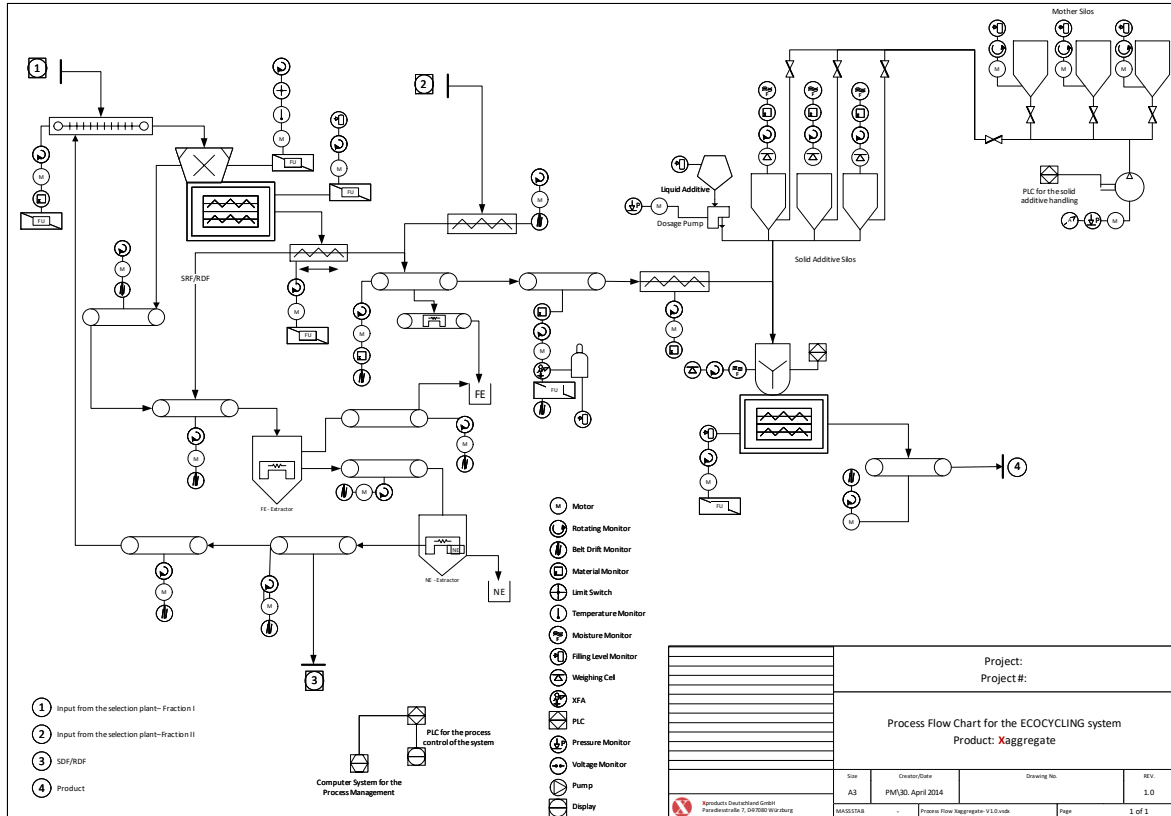 Mother Silos
1
2
M
FU
F
P
Liquid Additive
Dosage Pump
PLC for the solid
additive handling
Solid Additive Silos
SRF/RDF
FE
FE - Extractor
NE
NE - Extractor
NE
3
4
M Motor
Rotating Monitor
Belt Drift Monitor
Material Monitor
Limit Switch
Temperature Monitor
F Moisture Monitor
Filling Level Monitor
Weighing Cell
XFA
PLC
P Pressure Monitor
Voltage Monitor
Pump
Display
1 Input from the selection plant– Fraction I
2 Input from the selection plant–Fraction II
3 SDF/RDF
4 Product
PLC for the process
control of the system
Computer System for the
Process Management
Project:
Project #:
Process Flow Chart for the ECOCYCLING system
Product: Xaggregate
Size Creator/Date Drawing No. REV.
A3 PM\30. April 2014 1.0
MASSSTAB - Process Flow Xaggregate- V1.0.vsdx Page 1 of 1
X Xproducts Deutschland GmbH
Paradiesstraße 7, D-97080 Würzburg